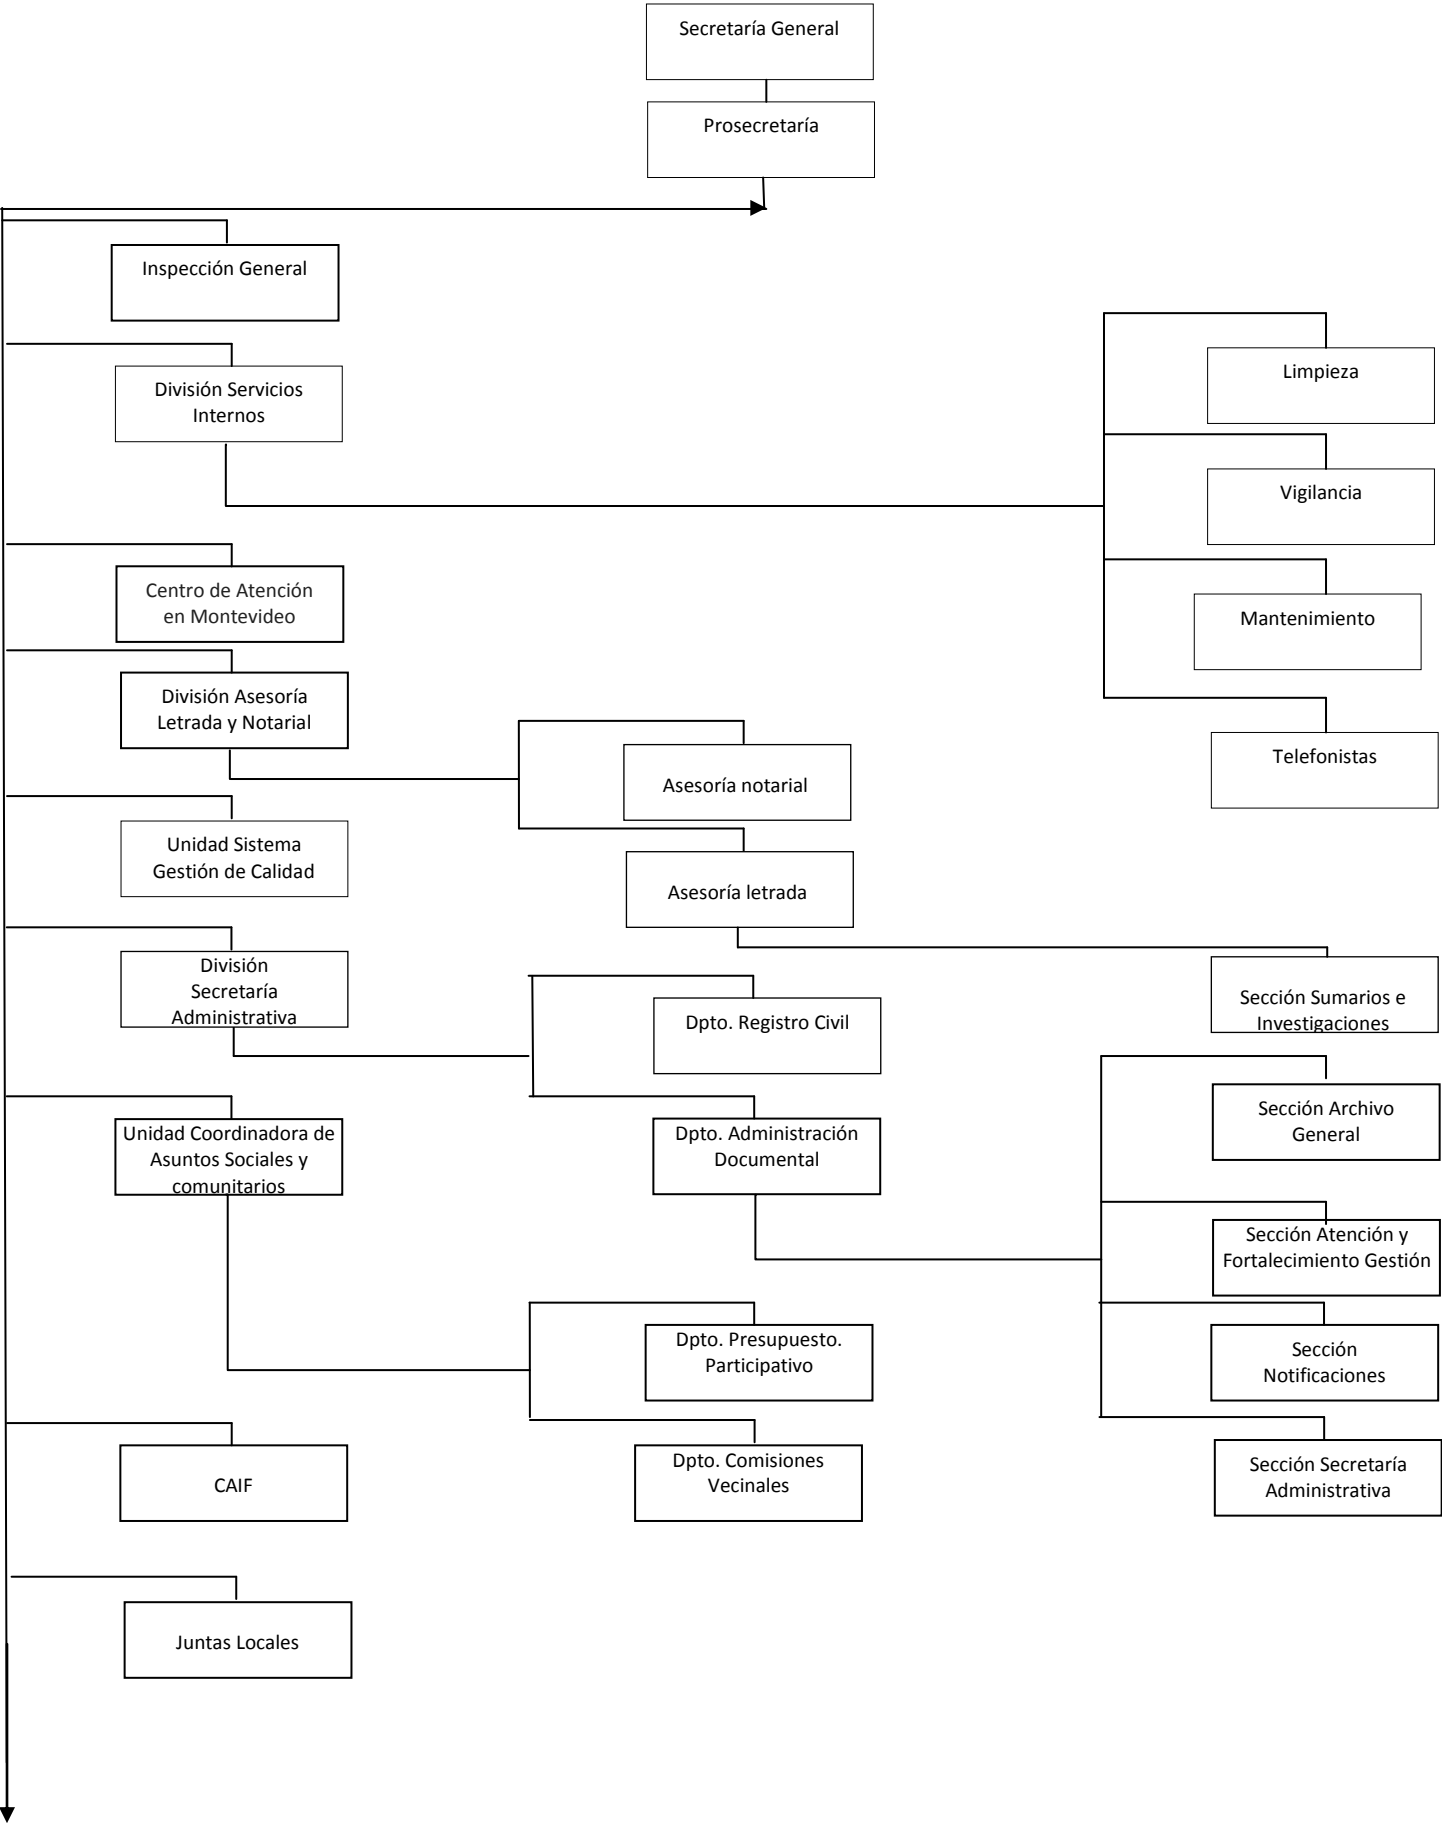 Secretaría General
Prosecretaría
Inspección General
División Servicios
Internos
Limpieza
Vigilancia
Mantenimiento
Telefonistas
Centro de Atención
en Montevideo
División Asesoría
Letrada y Notarial
Asesoría notarial
Asesoría letrada
Sección Sumarios e
Investigaciones
Unidad Sistema
Gestión de Calidad
División
Secretaría
Administrativa
Dpto. Registro Civil
Dpto. Administración
Documental
Sección Archivo
General
Sección Atención y
Fortalecimiento Gestión
Sección
Notificaciones
Sección Secretaría
Administrativa
Unidad Coordinadora de
Asuntos Sociales y
comunitarios
Dpto. Presupuesto.
Participativo
Dpto. Comisiones
Vecinales
CAIF
Juntas Locales